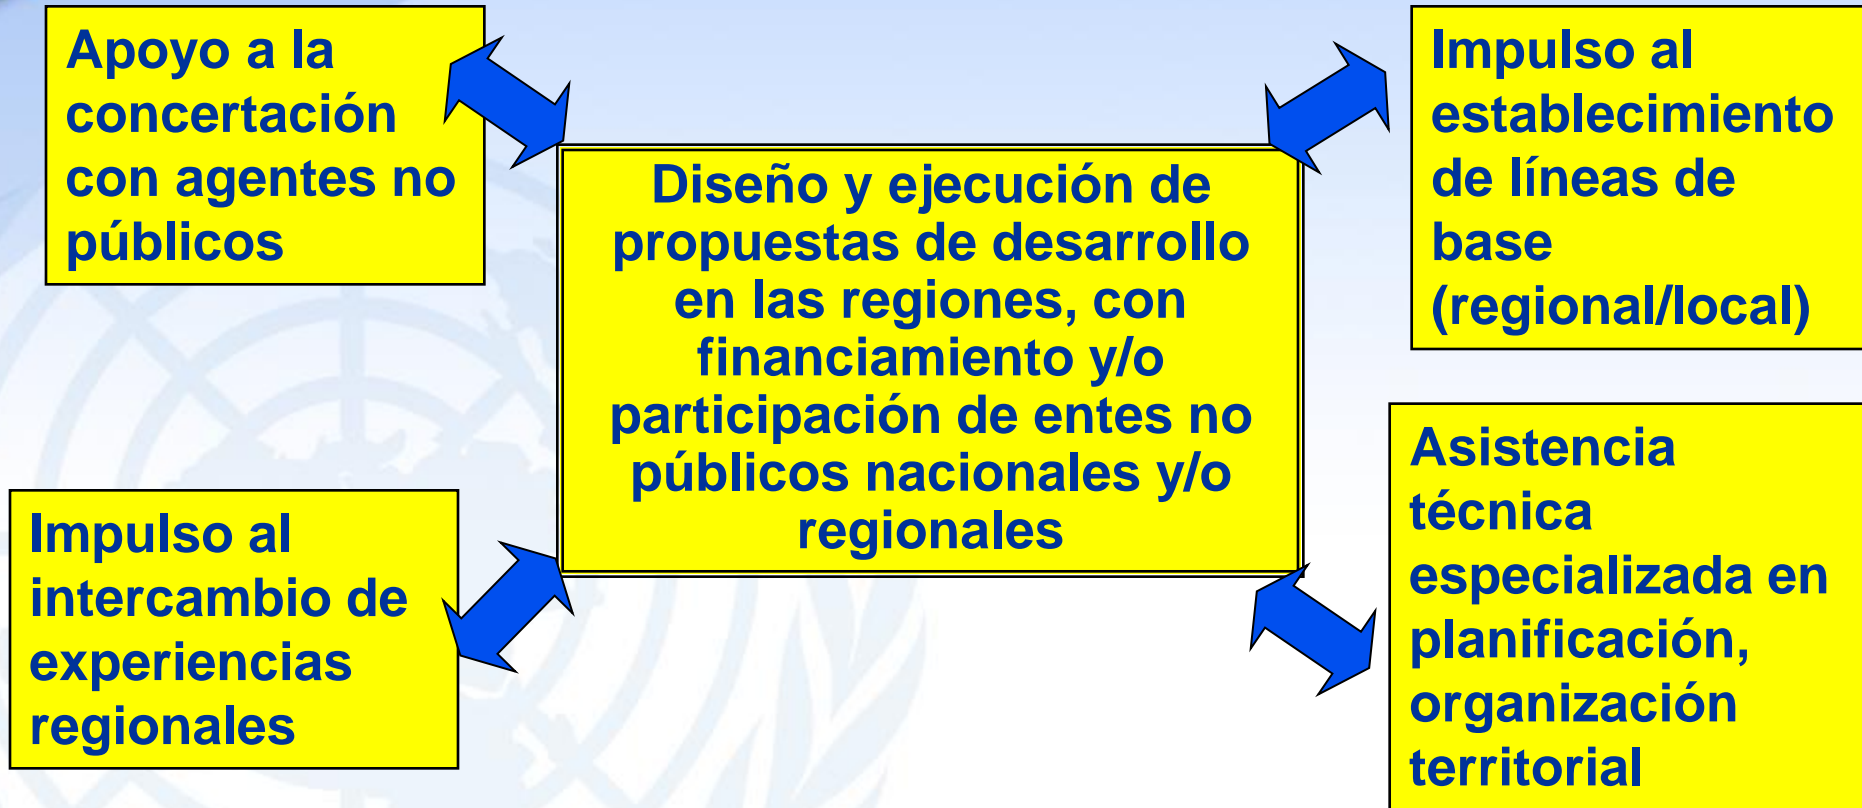 Apoyo a la
concertación
con agentes no
públicos
Diseño y ejecución de
propuestas de desarrollo
en las regiones, con
financiamiento y/o
participación de entes no
públicos nacionales y/o
regionales
Impulso al
establecimiento
de líneas de
base
(regional/local)
Impulso al
intercambio de
experiencias
regionales
Asistencia
técnica
especializada en
planificación,
organización
territorial